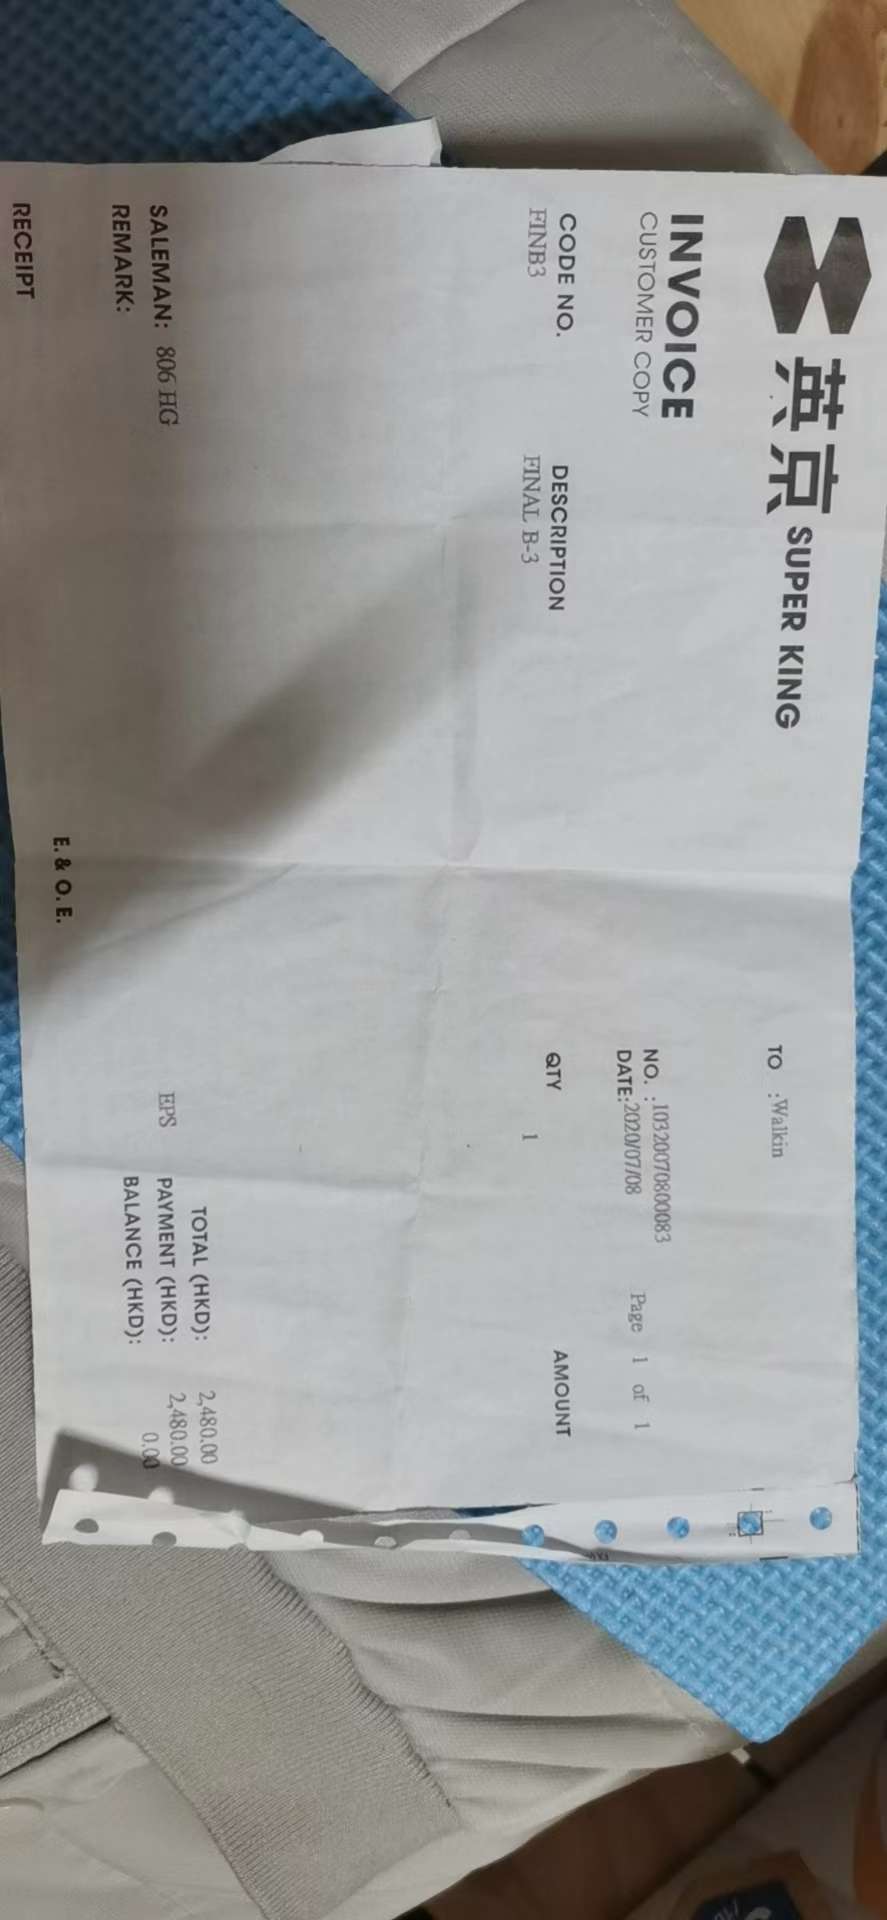 英京 SUPER KING
TO :Walkin
INVOICE
CUSTOMER COPY
NO. :10320070800083
DATE:2020/07/08 Page 1 of 1
CODE NO. DESCRIPTION QTY AMOUNT
FINB3 FINAL B-3 1
TOTAL (HKD): 2,480.00
SALEMAN: 806 HG EPS PAYMENT (HKD): 2,480.00
REMARK: BALANCE (HKD): 0.00
E. & O. E.
RECEIPT